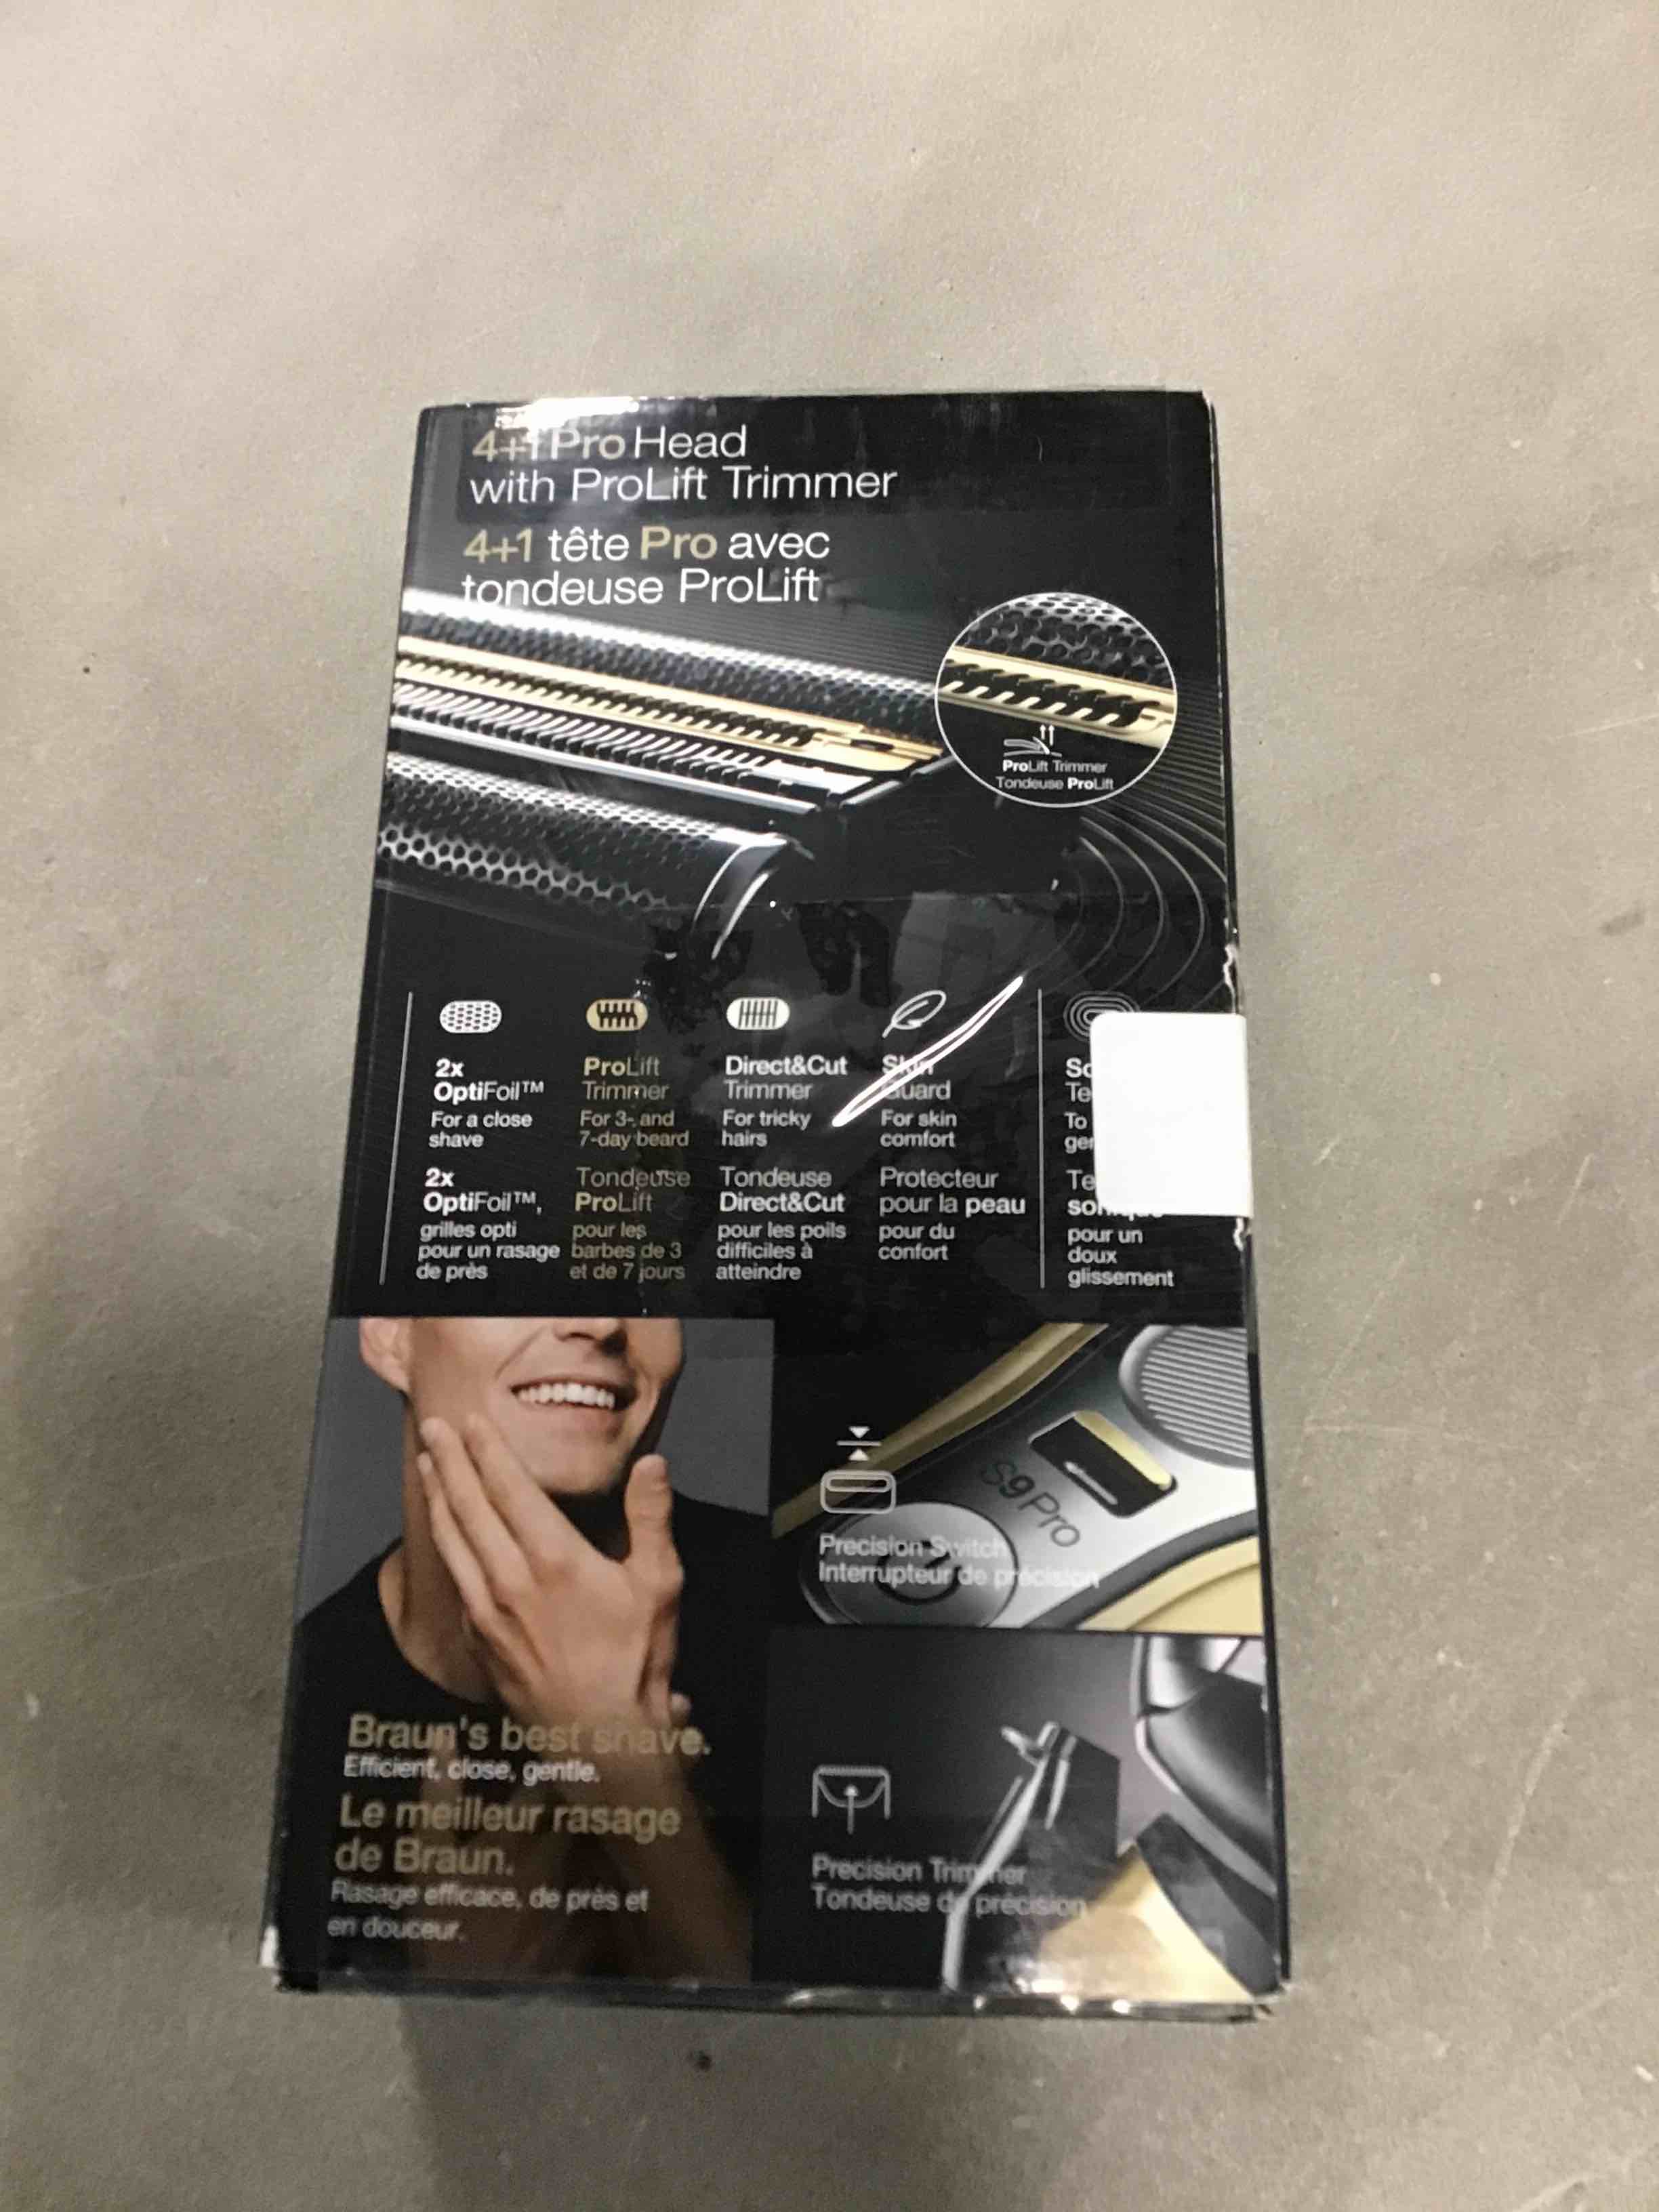 4+1 Pro Head
with ProLift Trimmer
4+1 tête Pro avec
tondeuse ProLift
ProLift Trimmer
Tondeuse ProLift
2x
OptiFoil™
For a close
shave
2x
OptiFoil™,
grilles opti
pour un rasage
de près
ProLift
Trimmer
For 3- and
7-day beard
Tondeuse
ProLift
pour les
barbes de 3
et de 7 jours
Direct&Cut
Trimmer
For tricky
hairs
Tondeuse
Direct&Cut
pour les poils
difficiles à
atteindre
Skin
Guard
For skin
comfort
Protecteur
pour la peau
pour du
confort
To
pour un
doux
glissement
S9 Pro
Precision Switch
Interrupteur de précision
Braun's best shave.
Efficient, close, gentle.
Le meilleur rasage
de Braun.
Rasage efficace, de près et
en douceur.
Precision Trimmer
Tondeuse de précision